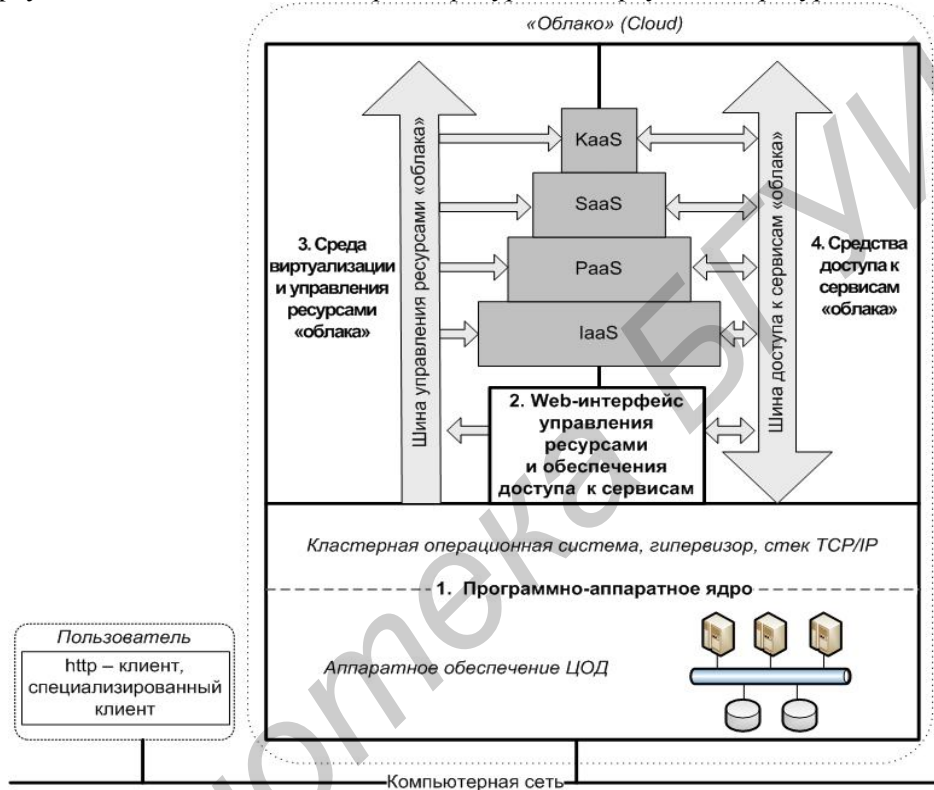 «Облако» (Cloud)
Шина управления ресурсами «облака»
KaaS
SaaS
PaaS
IaaS
Шина доступа к сервисам «облака»
3. Среда
виртуализации
и управления
ресурсами
«облака»
4. Средства
доступа к
сервисам
«облака»
2. Web-интерфейс
управления
ресурсами
и обеспечения
доступа к сервисам
Кластерная операционная система, гипервизор, стек TCP/IP
1. Программно-аппаратное ядро
Аппаратное обеспечение ЦОД
Пользователь
http – клиент,
специализированный
клиент
Компьютерная сеть